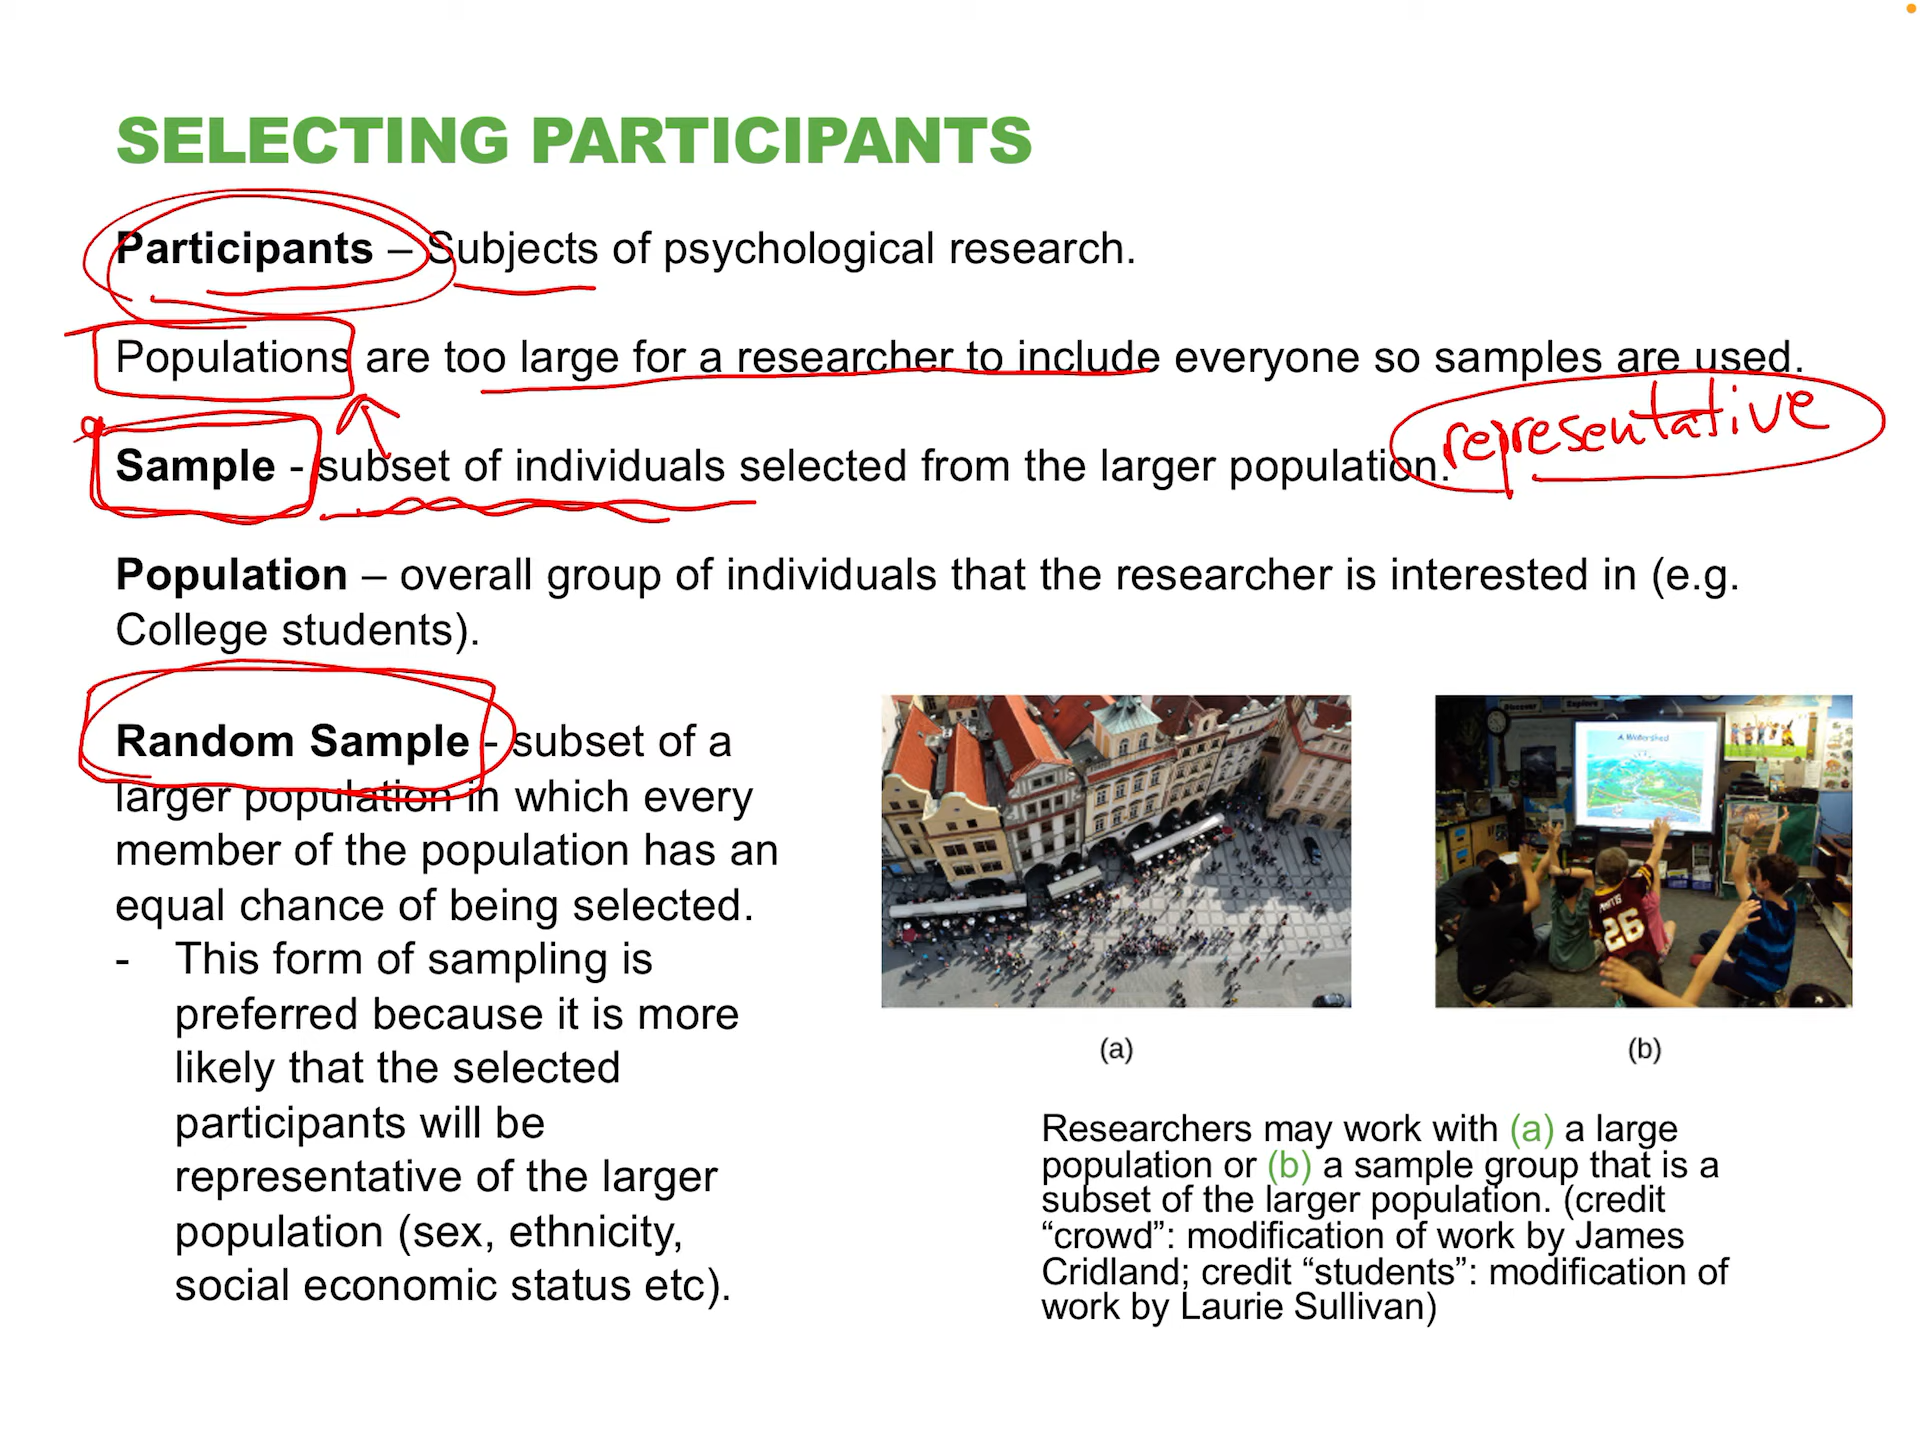 SELECTING PARTICIPANTS
Participants – Subjects of psychological research.
Populations are too large for a researcher to include everyone so samples are used.
representative
Sample - subset of individuals selected from the larger population.
Population – overall group of individuals that the researcher is interested in (e.g.
College students).
Random Sample - subset of a
larger population in which every
member of the population has an
equal chance of being selected.
- This form of sampling is
preferred because it is more
likely that the selected
participants will be
representative of the larger
population (sex, ethnicity,
social economic status etc).
Discover Explore
A Watershed
26
(a)
(b)
Researchers may work with (a) a large
population or (b) a sample group that is a
subset of the larger population. (credit
“crowd”: modification of work by James
Cridland; credit “students”: modification of
work by Laurie Sullivan)